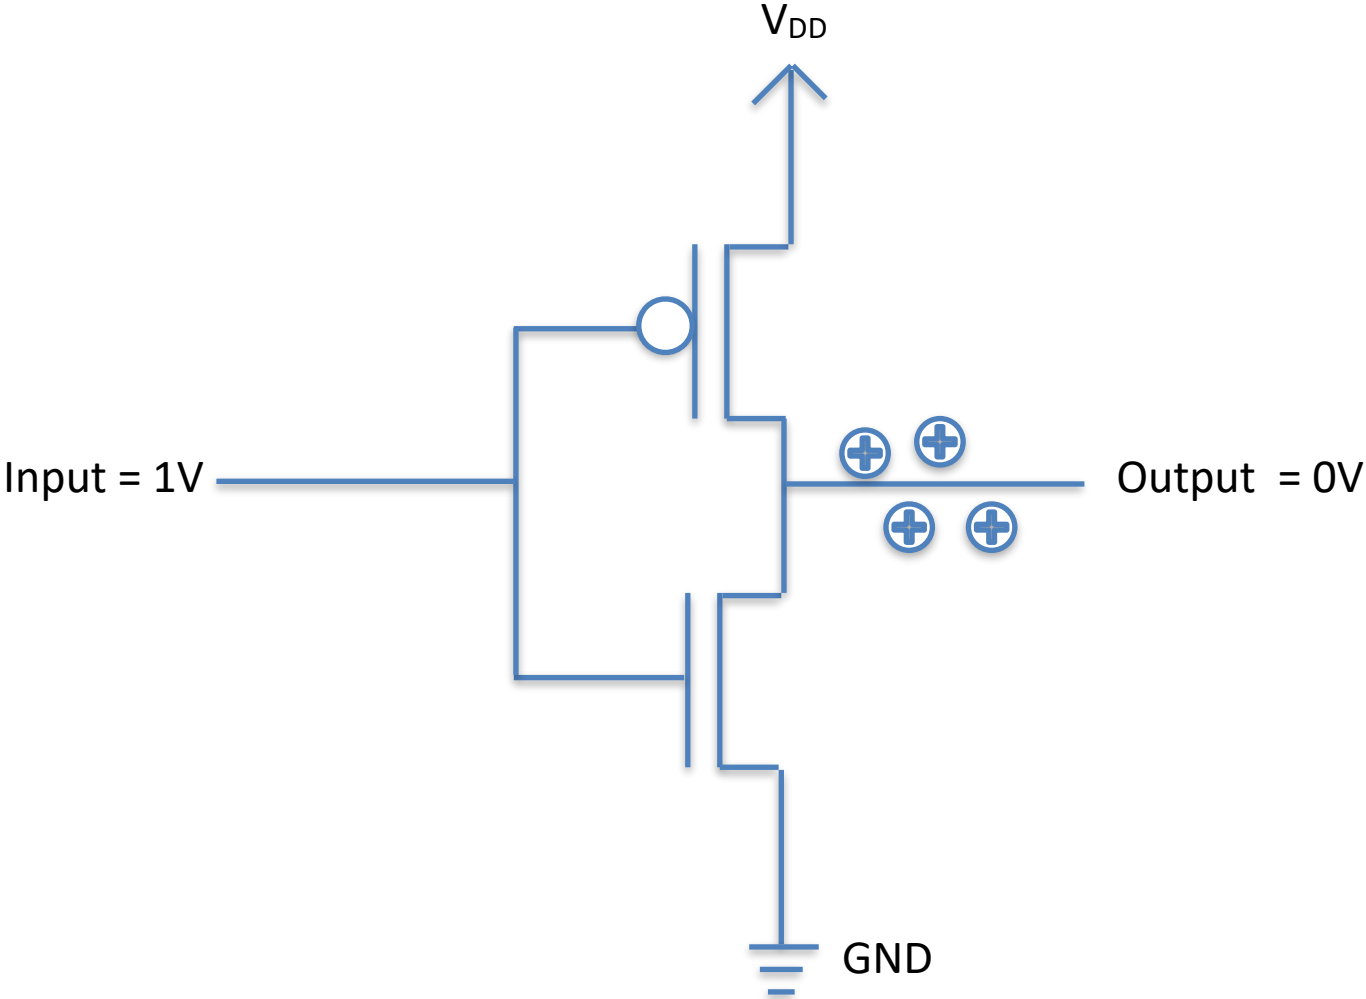 VDD
Input = 1V
Output = 0V
GND